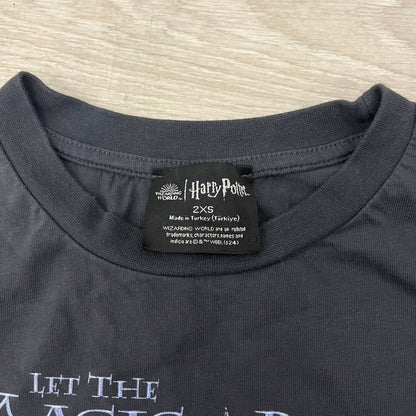 WIZARDING WORLD Harry Potter
2XS
Made in Turkey (Türkiye)
WIZARDING WORLD and all related
trademarks, characters, names and
indicia are © & ™ WBEI. (s24)
LET THE